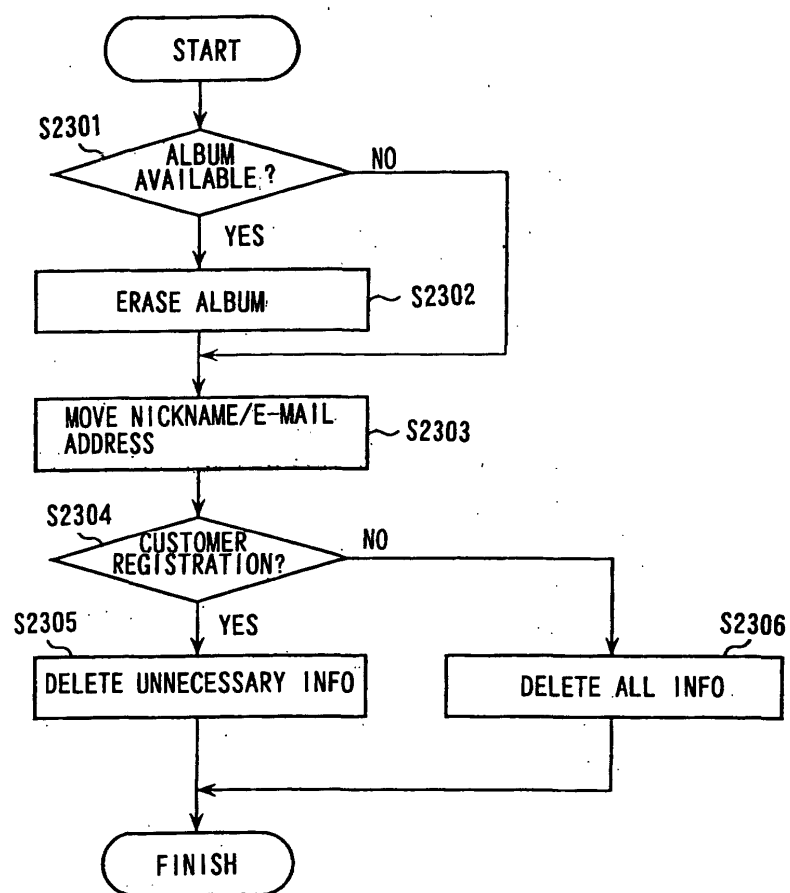 START
S2301
ALBUM
AVAILABLE?
NO
YES
ERASE ALBUM
S2302
MOVE NICKNAME/E-MAIL
ADDRESS
S2303
S2304
CUSTOMER
REGISTRATION?
NO
S2305
YES
S2306
DELETE UNNECESSARY INFO
DELETE ALL INFO
FINISH